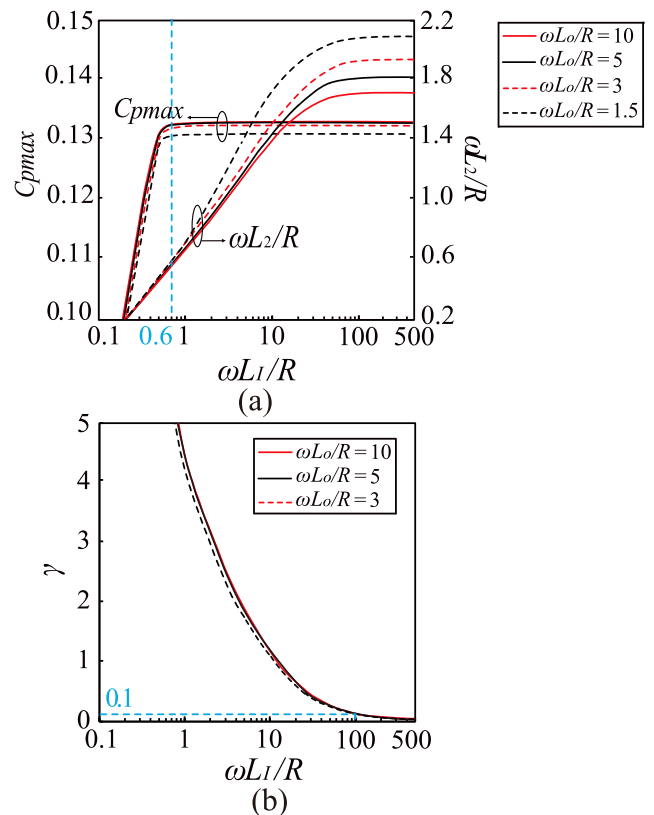 0.15
0.14
0.13
0.12
0.11
0.10
Cpmax
2.2
1.8
1.4
1.0
0.6
0.2
ωL₂/R
ωLo/R = 10
ωLo/R = 5
ωLo/R = 3
ωLo/R = 1.5
Cpmax
ωL₂/R
0.1 0.6 1 10 100 500
ωL₁/R
(a)
5
4
3
2
1
0
γ
ωLo/R = 10
ωLo/R = 5
ωLo/R = 3
0.1
0.1 1 10 100 500
ωL₁/R
(b)